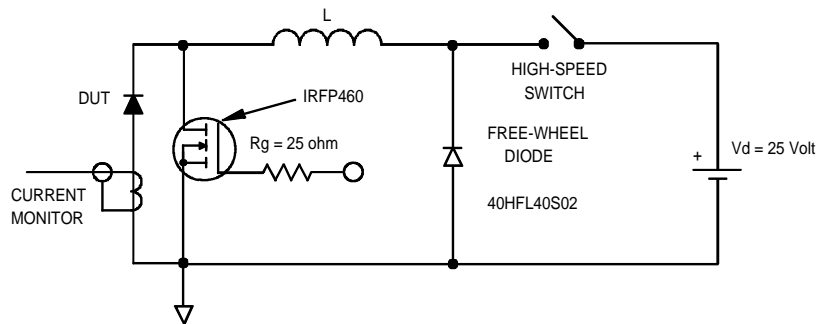 L
HIGH-SPEED
SWITCH
DUT
IRFP460
Rg = 25 ohm
FREE-WHEEL
DIODE
+
Vd = 25 Volt
CURRENT
MONITOR
40HFL40S02